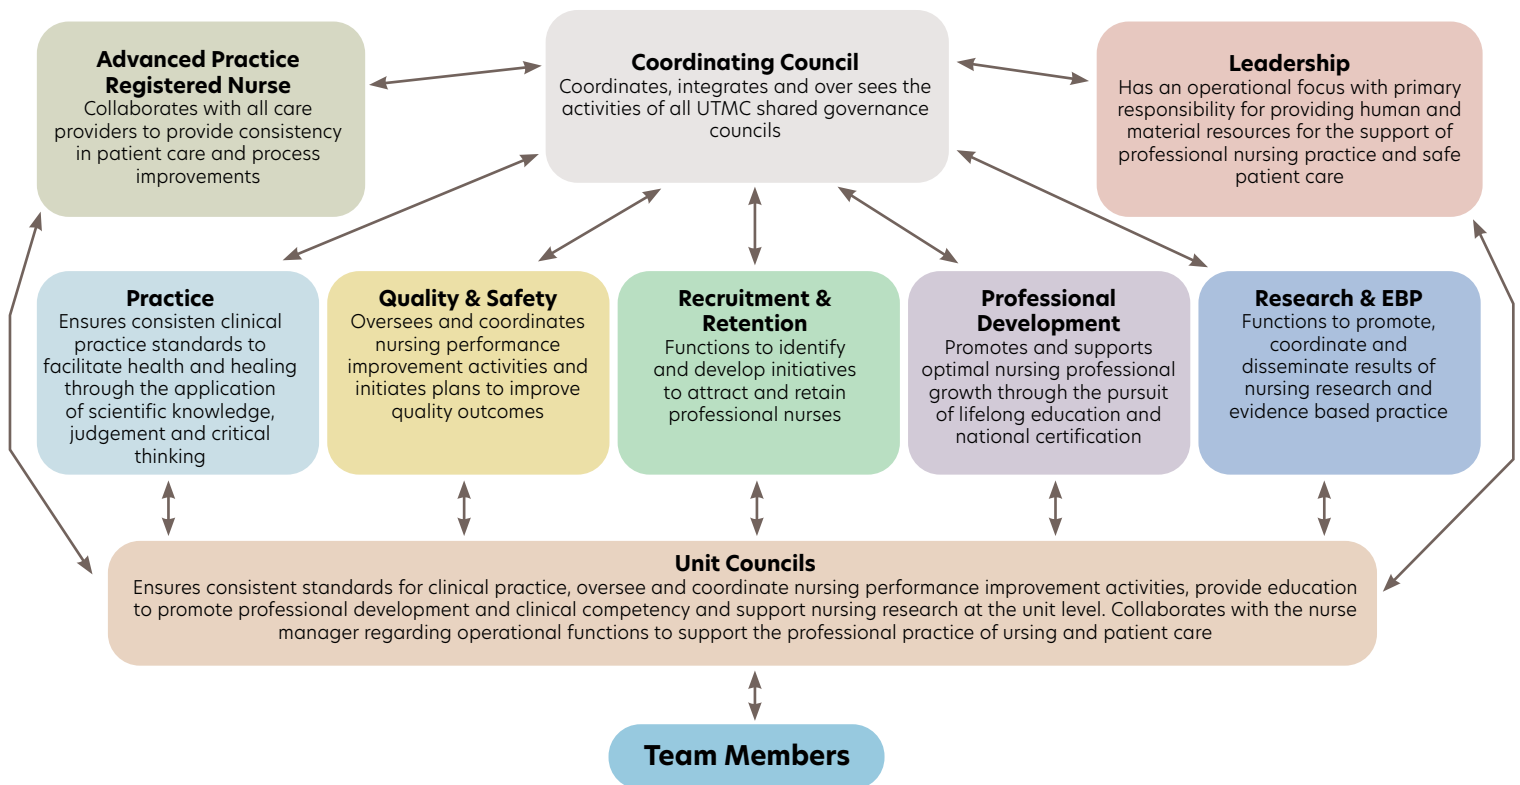 Advanced Practice
Registered Nurse
Collaborates with all care
providers to provide consistency
in patient care and process
improvements
Coordinating Council
Coordinates, integrates and over sees the
activities of all UTMC shared governance
councils
Leadership
Has an operational focus with primary
responsibility for providing human and
material resources for the support of
professional nursing practice and safe
patient care
Practice
Ensures consisten clinical
practice standards to
facilitate health and healing
through the application
of scientific knowledge,
judgement and critical
thinking
Quality & Safety
Oversees and coordinates
nursing performance
improvement activities and
initiates plans to improve
quality outcomes
Recruitment &
Retention
Functions to identify
and develop initiatives
to attract and retain
professional nurses
Professional
Development
Promotes and supports
optimal nursing professional
growth through the pursuit
of lifelong education and
national certification
Research & EBP
Functions to promote,
coordinate and
disseminate results of
nursing research and
evidence based practice
Unit Councils
Ensures consistent standards for clinical practice, oversee and coordinate nursing performance improvement activities, provide education
to promote professional development and clinical competency and support nursing research at the unit level. Collaborates with the nurse
manager regarding operational functions to support the professional practice of ursing and patient care
Team Members